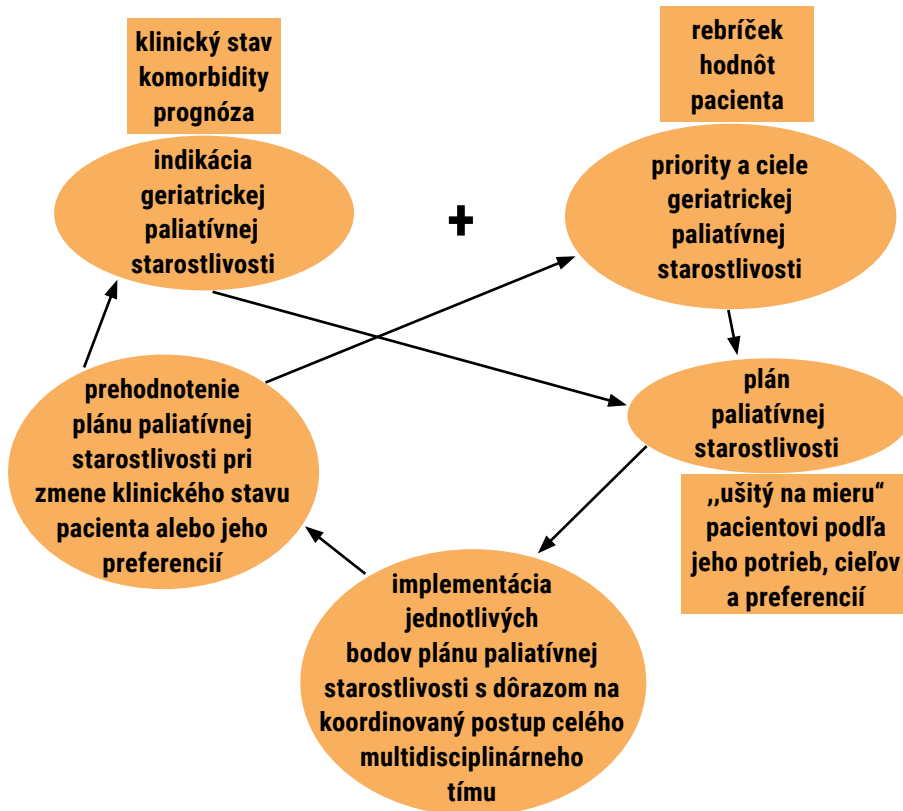 klinický stav
komorbidity
prognóza
indikácia
geriatrickej
paliatívnej
starostlivosti
+
rebríček
hodnôt
pacienta
priority a ciele
geriatrickej
paliatívnej
starostlivosti
plán
paliatívnej
starostlivosti
,,ušitý na mieru“
pacientovi podľa
jeho potrieb, cieľov
a preferencií
implementácia
jednotlivých
bodov plánu paliatívnej
starostlivosti s dôrazom na
koordinovaný postup celého
multidisciplinárneho
tímu
prehodnotenie
plánu paliatívnej
starostlivosti pri
zmene klinického stavu
pacienta alebo jeho
preferencií